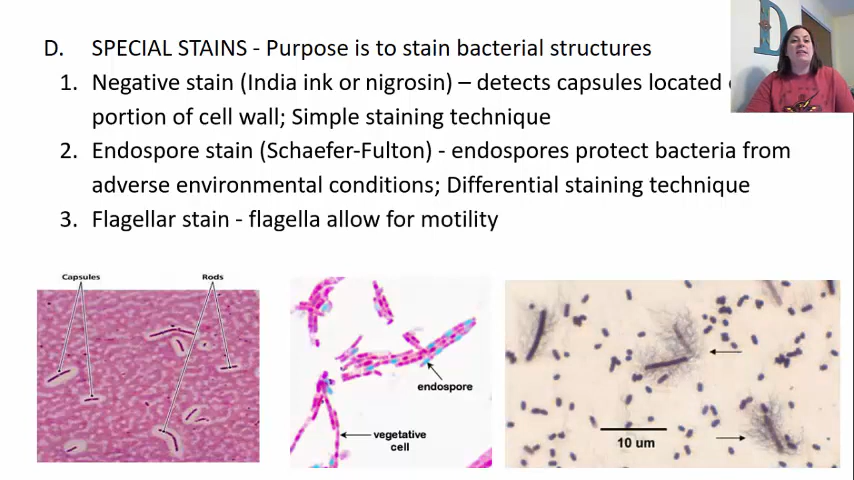 D. SPECIAL STAINS - Purpose is to stain bacterial structures
1. Negative stain (India ink or nigrosin) – detects capsules located
portion of cell wall; Simple staining technique
2. Endospore stain (Schaefer-Fulton) - endospores protect bacteria from
adverse environmental conditions; Differential staining technique
3. Flagellar stain - flagella allow for motility
Capsules
Rods
endospore
vegetative
cell
10 um
D